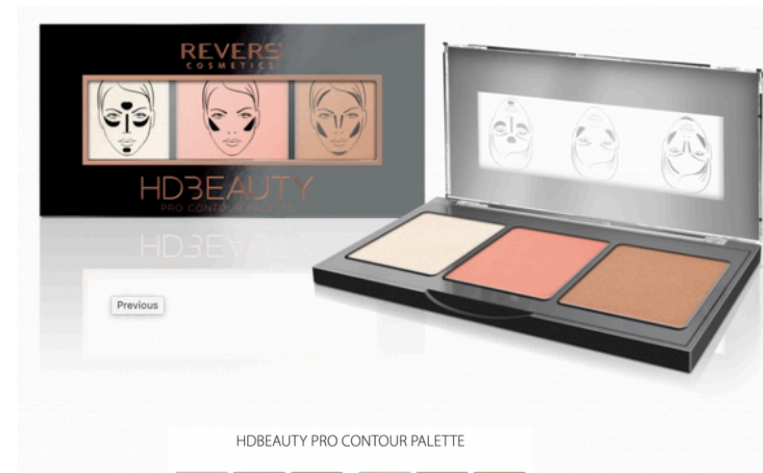 REVERS
COSMETICS
HDBEAUTY
PRO CONTOUR PALETTE
Previous
HDBEAUTY PRO CONTOUR PALETTE